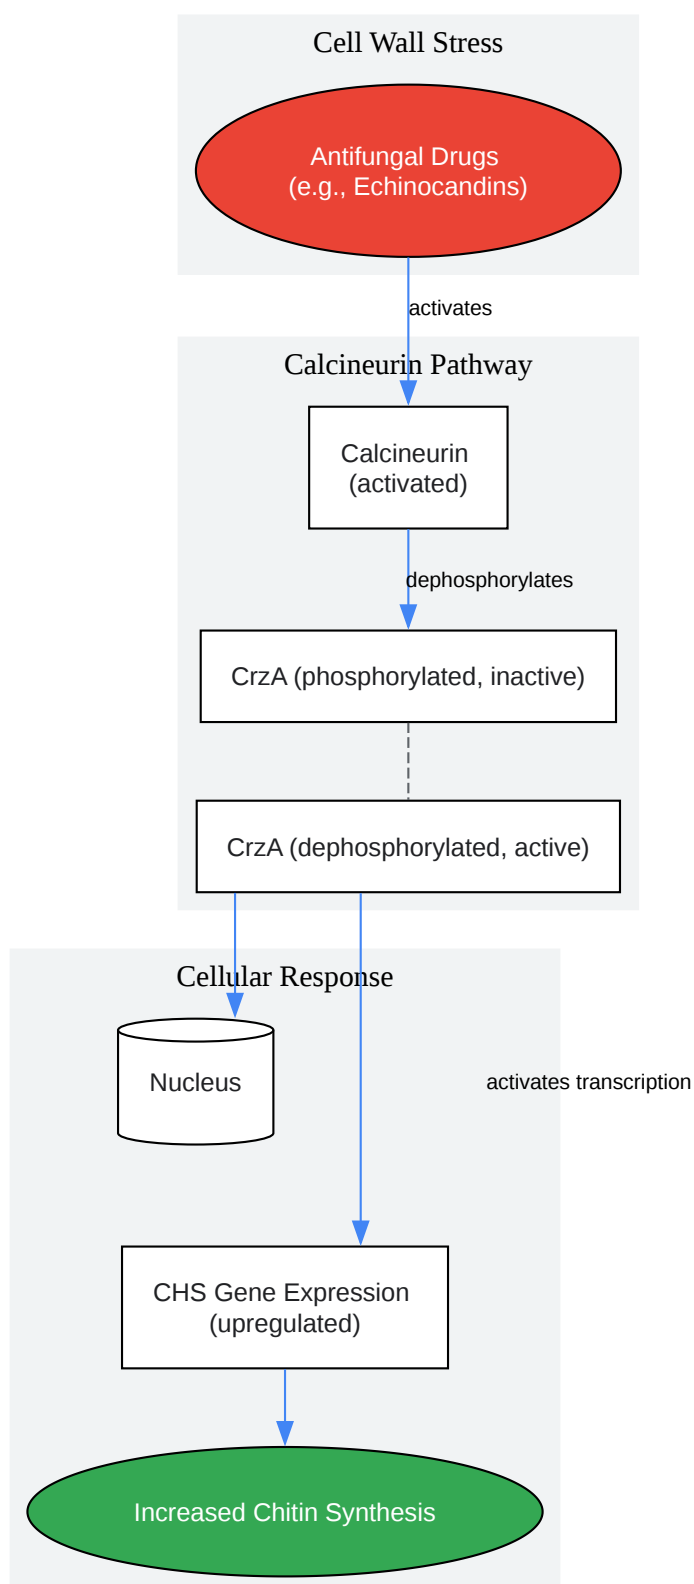 Cell Wall Stress
Antifungal Drugs
(e.g., Echinocandins)
activates
Calcineurin Pathway
Calcineurin
(activated)
dephosphorylates
CrzA (phosphorylated, inactive)
CrzA (dephosphorylated, active)
Cellular Response
Nucleus
activates transcription
CHS Gene Expression
(upregulated)
Increased Chitin Synthesis